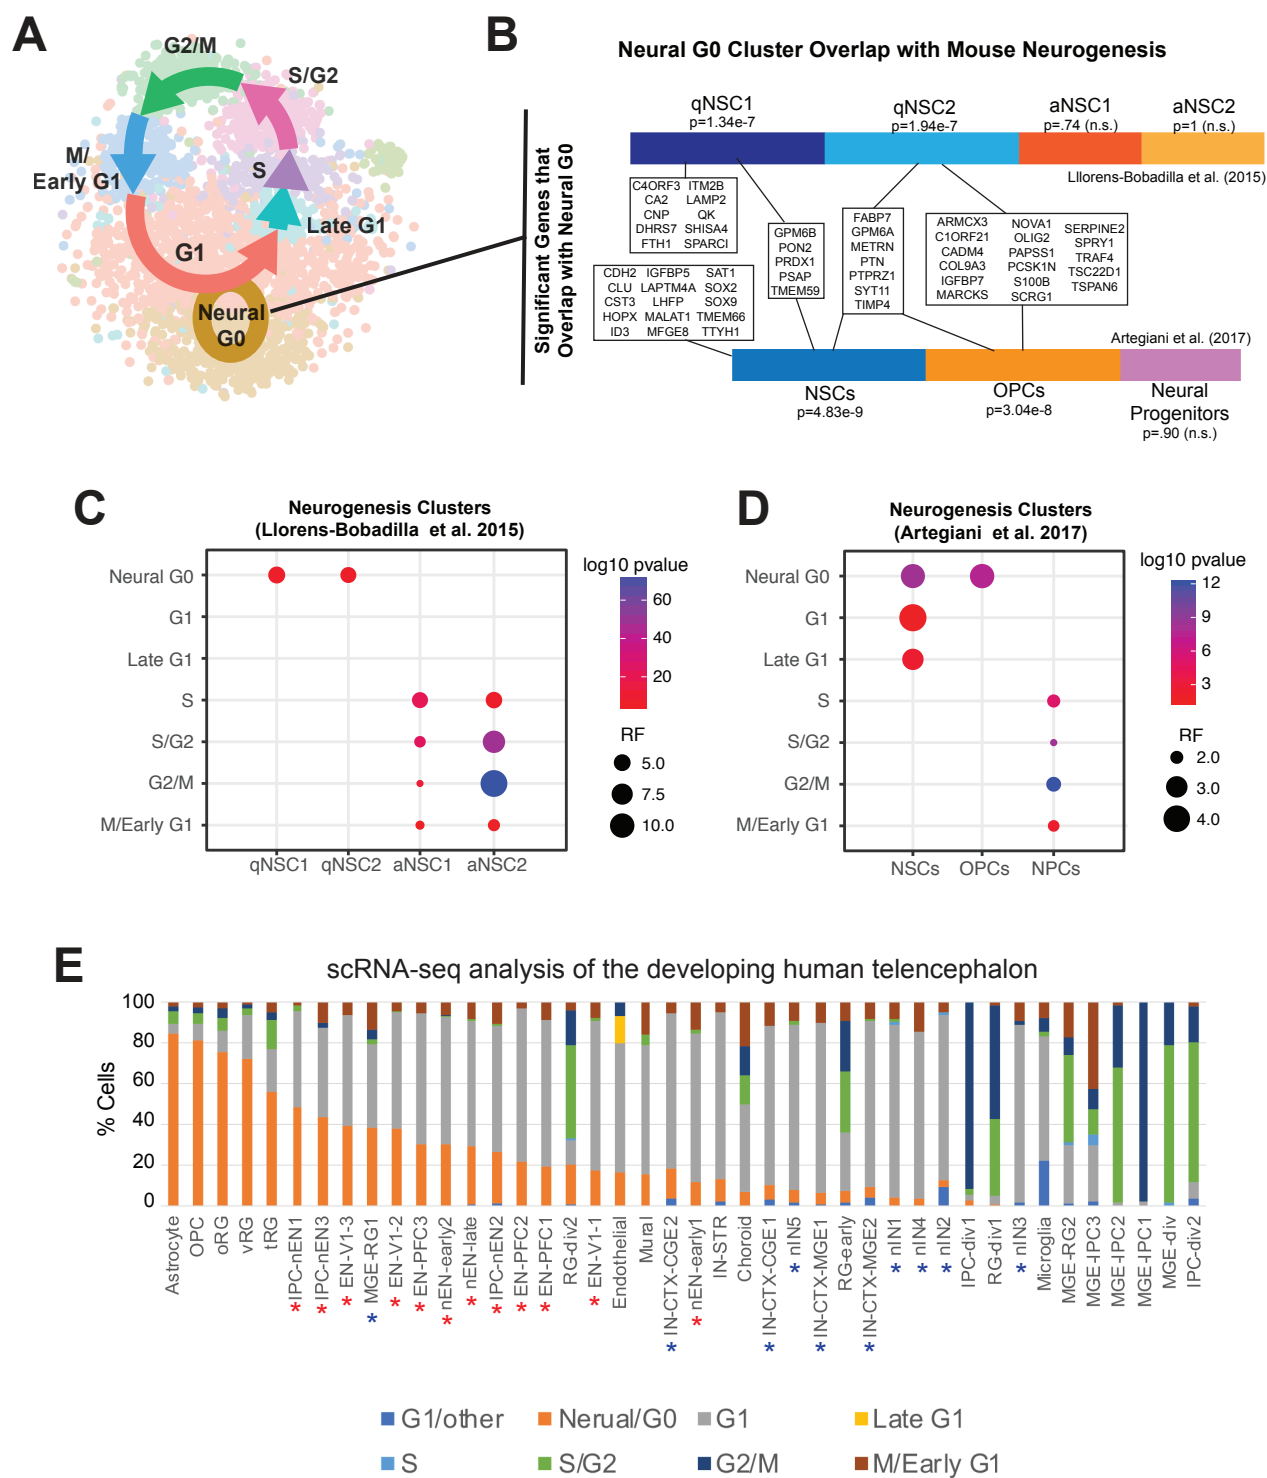 A
G2/M
S/G2
M/
Early G1
S
Late G1
G1
Neural
G0
B
Neural G0 Cluster Overlap with Mouse Neurogenesis
Significant Genes that
Overlap with Neural G0
qNSC1
p=1.34e-7
qNSC2
p=1.94e-7
aNSC1
p=.74 (n.s.)
aNSC2
p=1 (n.s.)
Lllorens-Bobadilla et al. (2015)
C4ORF3 ITM2B
CA2 LAMP2
CNP QK
DHRS7 SHISA4
FTH1 SPARCl
GPM6B
PON2
PRDX1
PSAP
TMEM59
FABP7
GPM6A
METRN
PTN
PTPRZ1
SYT11
TIMP4
ARMCX3
C1ORF21
CADM4
COL9A3
IGFBP7
MARCKS
NOVA1
OLIG2
PAPSS1
PCSK1N
S100B
SCRG1
SERPINE2
SPRY1
TRAF4
TSC22D1
TSPAN6
CDH2 IGFBP5 SAT1
CLU LAPTM4A SOX2
CST3 LHFP SOX9
HOPX MALAT1 TMEM66
ID3 MFGE8 TTYH1
Artegiani et al. (2017)
NSCs
p=4.83e-9
OPCs
p=3.04e-8
Neural
Progenitors
p=.90 (n.s.)
C
Neurogenesis Clusters
(Llorens-Bobadilla et al. 2015)
Neural G0
G1
Late G1
S
S/G2
G2/M
M/Early G1
qNSC1 qNSC2 aNSC1 aNSC2
log10 pvalue
60
40
20
RF
5.0
7.5
10.0
D
Neurogenesis Clusters
(Artegiani et al. 2017)
Neural G0
G1
Late G1
S
S/G2
G2/M
M/Early G1
NSCs OPCs NPCs
log10 pvalue
12
9
6
3
RF
2.0
3.0
4.0
E
scRNA-seq analysis of the developing human telencephalon
% Cells
100
80
60
40
20
0
Astrocyte
OPC
oRG
vRG
tRG
* IPC-nEN1
* IPC-nEN3
* EN-V1-3
* MGE-RG1
* EN-V1-2
* EN-PFC3
* nEN-early2
* nEN-late
* IPC-nEN2
* EN-PFC2
* EN-PFC1
RG-div2
* EN-V1-1
Endothelial
Mural
* IN-CTX-CGE2
* nEN-early1
IN-STR
Choroid
* IN-CTX-CGE1
* nIN5
* IN-CTX-MGE1
RG-early
* IN-CTX-MGE2
* nIN1
* nIN4
* nIN2
IPC-div1
RG-div1
* nIN3
Microglia
MGE-RG2
MGE-IPC3
MGE-IPC2
MGE-IPC1
MGE-div
IPC-div2
G1/other Nerual/G0 G1 Late G1
S S/G2 G2/M M/Early G1